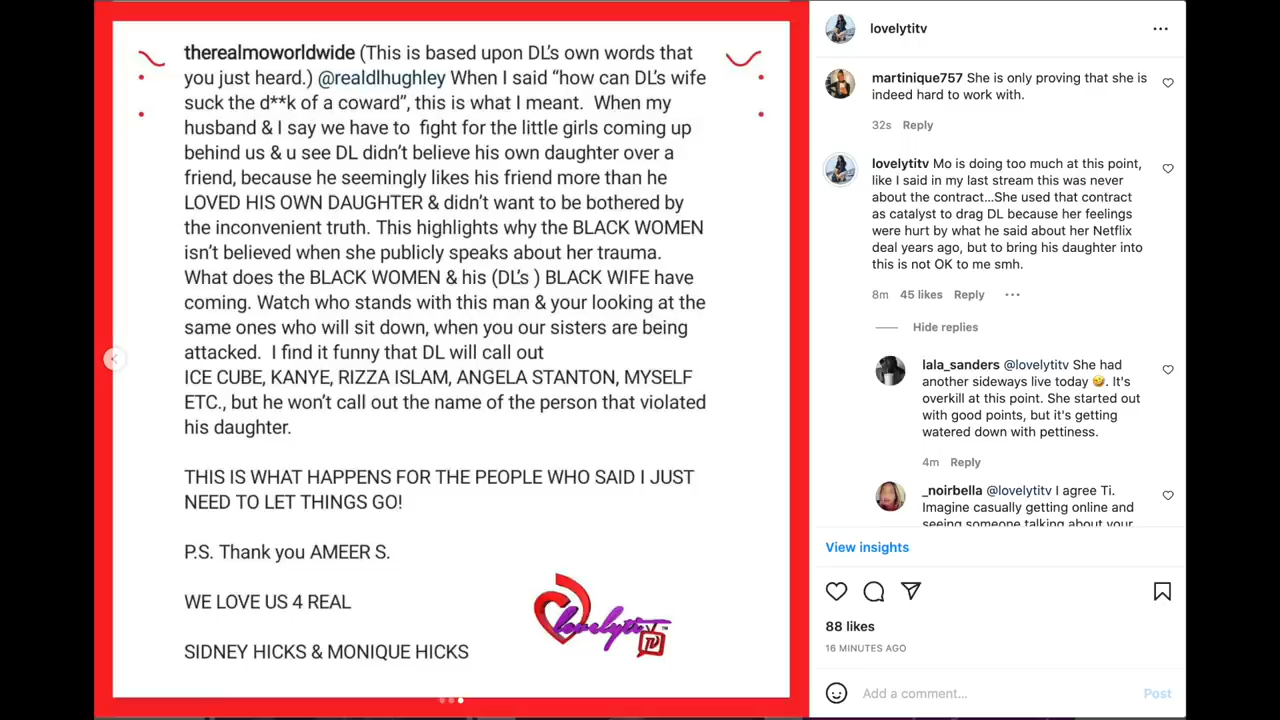 therealmoworldwide (This is based upon DL’s own words that
you just heard.) @realdlhughley When I said “how can DL’s wife
suck the d**k of a coward”, this is what I meant. When my
husband & I say we have to fight for the little girls coming up
behind us & u see DL didn’t believe his own daughter over a
friend, because he seemingly likes his friend more than he
LOVED HIS OWN DAUGHTER & didn’t want to be bothered by
the inconvenient truth. This highlights why the BLACK WOMEN
isn’t believed when she publicly speaks about her trauma.
What does the BLACK WOMEN & his (DL’s ) BLACK WIFE have
coming. Watch who stands with this man & your looking at the
same ones who will sit down, when you our sisters are being
attacked. I find it funny that DL will call out
ICE CUBE, KANYE, RIZZA ISLAM, ANGELA STANTON, MYSELF
ETC., but he won’t call out the name of the person that violated
his daughter.
THIS IS WHAT HAPPENS FOR THE PEOPLE WHO SAID I JUST
NEED TO LET THINGS GO!
P.S. Thank you AMEER S.
WE LOVE US 4 REAL
SIDNEY HICKS & MONIQUE HICKS
lovelytitv
TV
TM
lovelytitv
martinique757 She is only proving that she is
indeed hard to work with.
32s Reply
lovelytitv Mo is doing too much at this point,
like I said in my last stream this was never
about the contract...She used that contract
as catalyst to drag DL because her feelings
were hurt by what he said about her Netflix
deal years ago, but to bring his daughter into
this is not OK to me smh.
8m 45 likes Reply
Hide replies
lala_sanders @lovelytitv She had
another sideways live today 🤣. It's
overkill at this point. She started out
with good points, but it's getting
watered down with pettiness.
4m Reply
_noirbella @lovelytitv I agree Ti.
Imagine casually getting online and
seeing someone talking about your
View insights
88 likes
16 MINUTES AGO
Add a comment...
Post